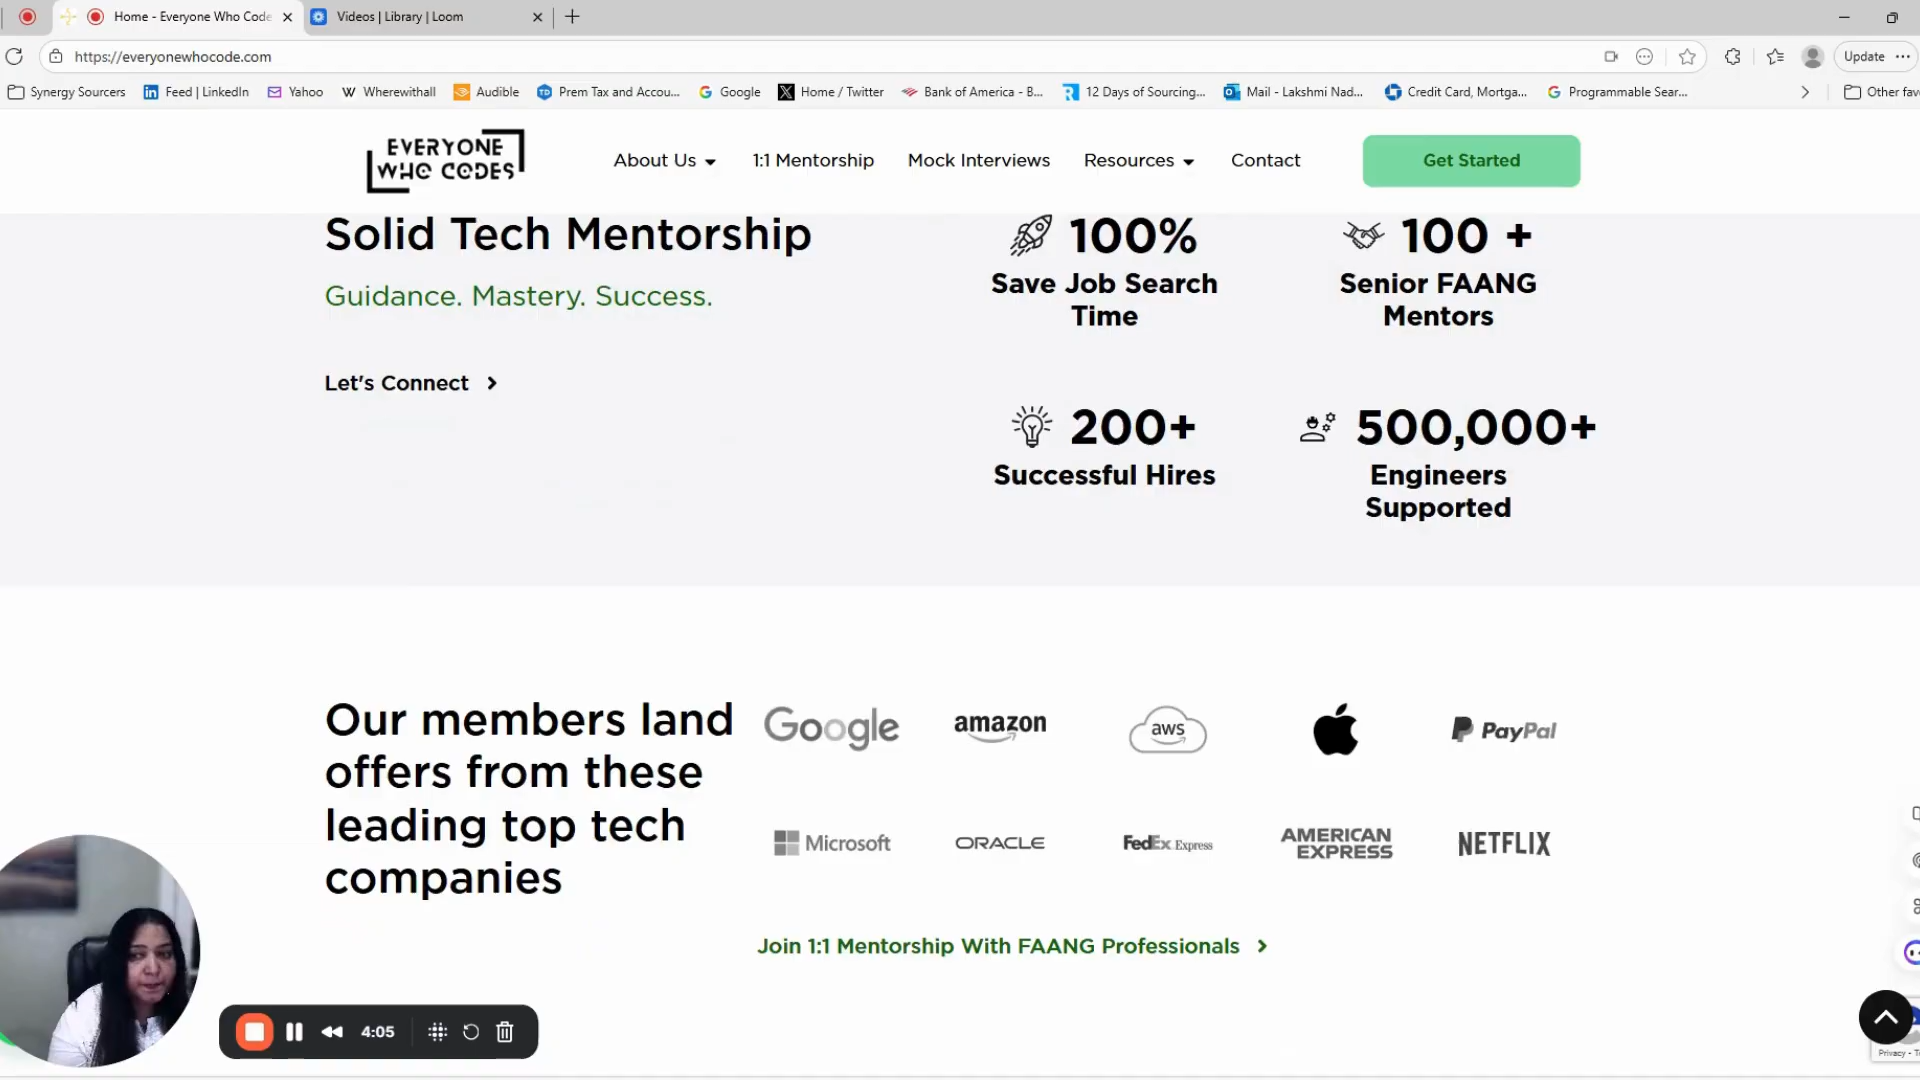 Home - Everyone Who Code
Videos | Library | Loom
https://everyonewhocode.com
Update
Synergy Sourcers
Feed | LinkedIn
Yahoo
W Wherewithall
Audible
Prem Tax and Accou...
Google
Home / Twitter
Bank of America - B...
12 Days of Sourcing...
Mail - Lakshmi Nad...
Credit Card, Mortga...
Programmable Sear...
Other fav
EVERYONE
WHO CODES
About Us
1:1 Mentorship
Mock Interviews
Resources
Contact
Get Started
Solid Tech Mentorship
Guidance. Mastery. Success.
Let's Connect
100%
Save Job Search
Time
100 +
Senior FAANG
Mentors
200+
Successful Hires
500,000+
Engineers
Supported
Our members land
offers from these
leading top tech
companies
Google
amazon
aws
PayPal
Microsoft
ORACLE
FedEx Express
AMERICAN
EXPRESS
NETFLIX
Join 1:1 Mentorship With FAANG Professionals
4:05
Privacy - T